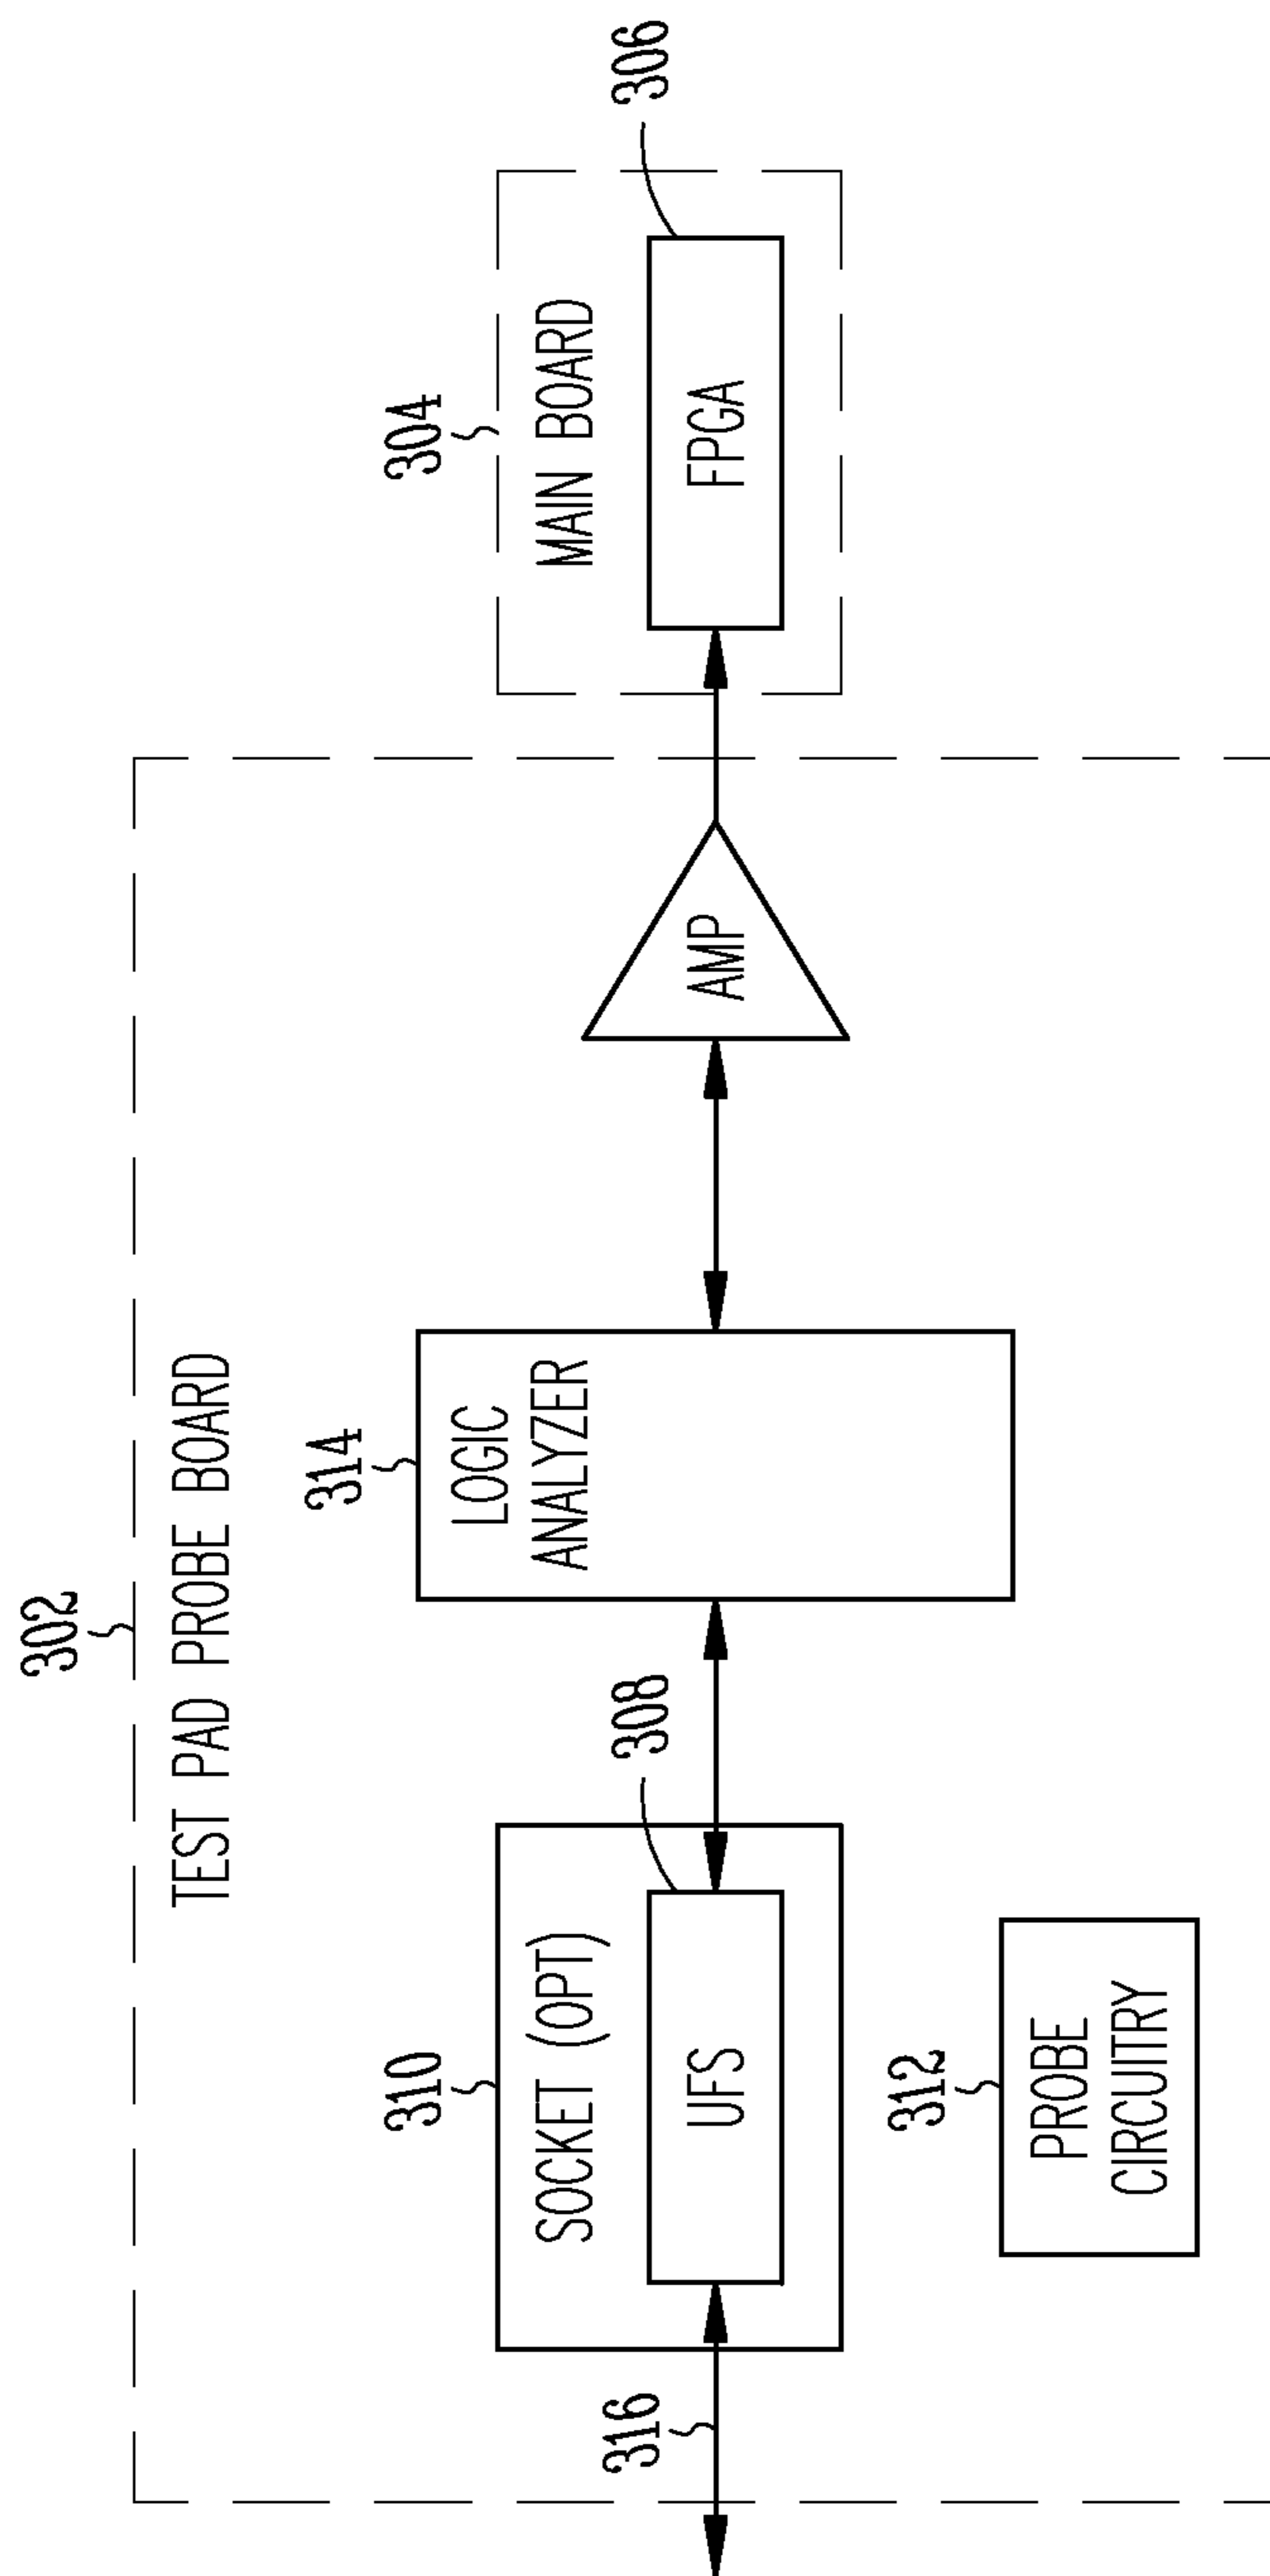 302
TEST PAD PROBE BOARD
310
SOCKET (OPT)
308
UFS
316
312
PROBE
CIRCUITRY
314
LOGIC
ANALYZER
AMP
304
MAIN BOARD
306
FPGA